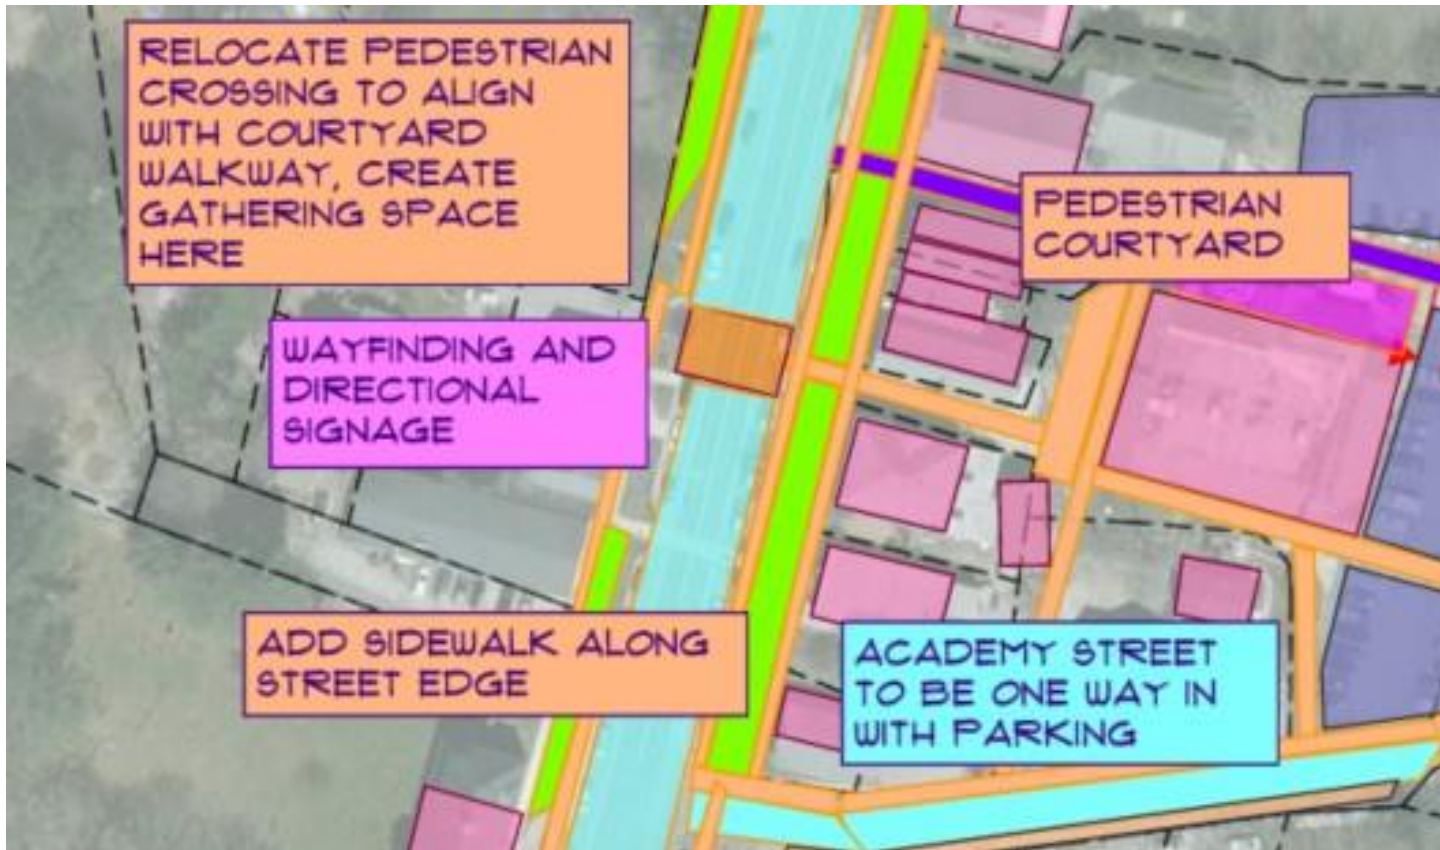 RELOCATE PEDESTRIAN
CROSSING TO ALIGN
WITH COURTYARD
WALKWAY, CREATE
GATHERING SPACE
HERE
PEDESTRIAN
COURTYARD
WAYFINDING AND
DIRECTIONAL
SIGNAGE
ADD SIDEWALK ALONG
STREET EDGE
ACADEMY STREET
TO BE ONE WAY IN
WITH PARKING